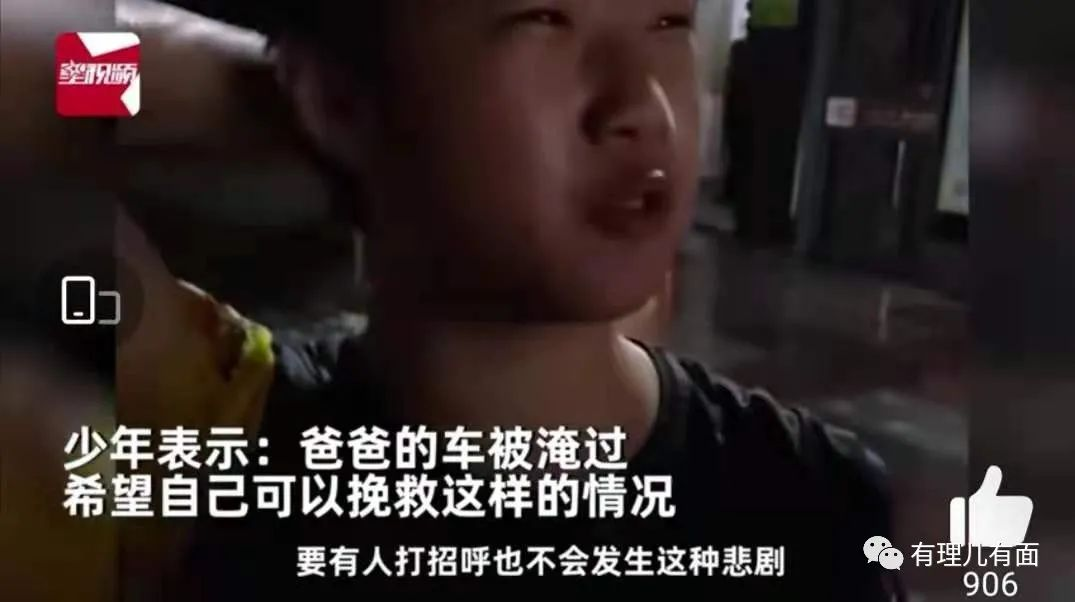 星视频
少年表示：爸爸的车被淹过
希望自己可以挽救这样的情况
要有人打招呼也不会发生这种悲剧
有理儿有面
906